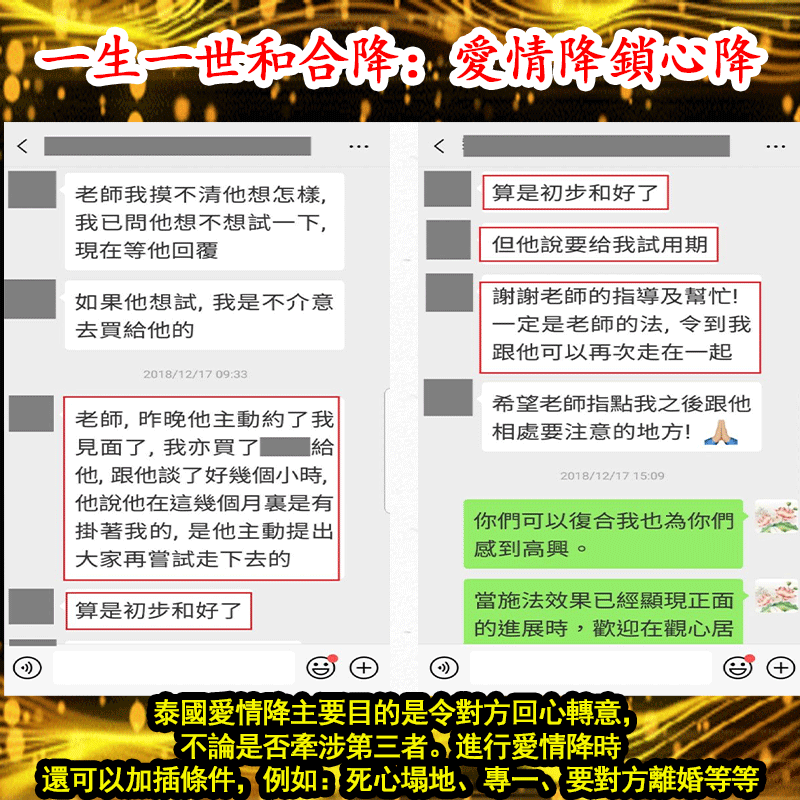 一生一世和合降：愛情降鎖心降
老師我摸不清他想怎樣,
我已問他想不想試一下,
現在等他回覆
如果他想試, 我是不介意
去買給他的
2018/12/17 09:33
老師, 昨晚他主動約了我
見面了, 我亦買了 給
他, 跟他談了好幾個小時,
他說他在這幾個月裏是有
掛著我的, 是他主動提出
大家再嘗試走下去的
算是初步和好了
算是初步和好了
但他說要给我試用期
謝謝老師的指導及幫忙!
一定是老師的法, 令到我
跟他可以再次走在一起
希望老師指點我之後跟他
相處要注意的地方! 🙏🏼
2018/12/17 15:09
你們可以復合我也為你們
感到高興。
當施法效果已經顯現正面
的進展時，歡迎在觀心居
泰國愛情降主要目的是令對方回心轉意,
不論是否牽涉第三者。進行愛情降時
還可以加插條件, 例如：死心塌地、專一、要對方離婚等等